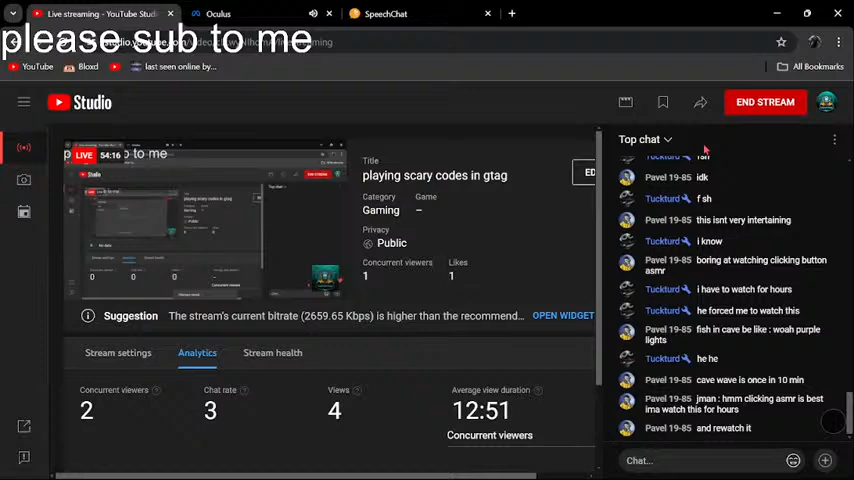 Live streaming - YouTube Studio
Oculus
SpeechChat
please sub to me
YouTube
Bloxd
last seen online by...
All Bookmarks
Studio
END STREAM
LIVE
54:16
Title
playing scary codes in gtag
Category
Game
Gaming
–
Privacy
Public
Concurrent viewers
Likes
1
1
Suggestion
The stream's current bitrate (2659.65 Kbps) is higher than the recommend...
OPEN WIDGET
Stream settings
Analytics
Stream health
Concurrent viewers
Chat rate
Views
Average view duration
2
3
4
12:51
Concurrent viewers
Top chat
Tuckturd
Pavel 19-85 idk
Tuckturd f sh
Pavel 19-85 this isnt very intertaining
Tuckturd i know
Pavel 19-85 boring at watching clicking button
asmr
Tuckturd i have to watch for hours
Tuckturd he forced me to watch this
Pavel 19-85 fish in cave be like : woah purple
lights
Tuckturd he he
Pavel 19-85 cave wave is once in 10 min
Pavel 19-85 jman : hmm clicking asmr is best
ima watch this for hours
Pavel 19-85 and rewatch it
Chat...